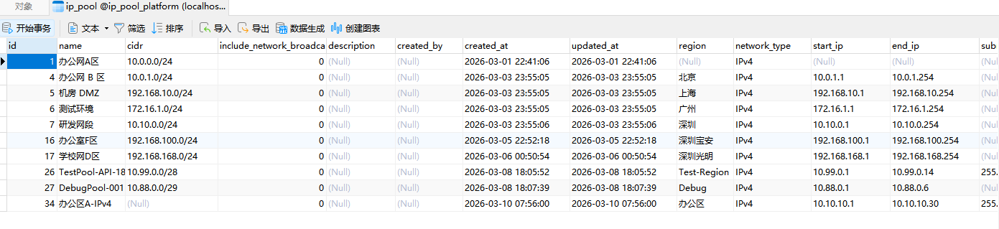 对象 ip_pool @ip_pool_platform (localhos...
开始事务 文本 筛选 排序 导入 导出 数据生成 创建图表
id name cidr include_network_broadca description created_by created_at updated_at region network_type start_ip end_ip sub
1 办公网A区 10.0.0.0/24 0 (Null) (Null) 2026-03-01 22:41:06 2026-03-01 22:41:06 (Null) IPv4 (Null) (Null) (Nul
4 办公网 B 区 10.0.1.0/24 0 (Null) (Null) 2026-03-03 23:55:05 2026-03-03 23:55:05 北京 IPv4 10.0.1.1 10.0.1.254 (Nul
5 机房 DMZ 192.168.10.0/24 0 (Null) (Null) 2026-03-03 23:55:05 2026-03-03 23:55:05 上海 IPv4 192.168.10.1 192.168.10.254 (Nul
6 测试环境 172.16.1.0/24 0 (Null) (Null) 2026-03-03 23:55:05 2026-03-03 23:55:05 广州 IPv4 172.16.1.1 172.16.1.254 (Nul
7 研发网段 10.10.0.0/24 0 (Null) (Null) 2026-03-03 23:55:06 2026-03-03 23:55:06 深圳 IPv4 10.10.0.1 10.10.0.254 (Nul
16 办公室F区 192.168.100.0/24 0 (Null) (Null) 2026-03-05 22:52:18 2026-03-05 22:52:18 深圳宝安 IPv4 192.168.100.1 192.168.100.254 (Nul
17 学校网D区 192.168.168.0/24 0 (Null) (Null) 2026-03-06 00:50:54 2026-03-06 00:50:54 深圳光明 IPv4 192.168.168.1 192.168.168.254 (Nul
26 TestPool-API-18 10.99.0.0/28 0 (Null) (Null) 2026-03-08 18:05:52 2026-03-08 18:05:52 Test-Region IPv4 10.99.0.1 10.99.0.14 255.
27 DebugPool-001 10.88.0.0/29 0 (Null) (Null) 2026-03-08 18:07:39 2026-03-08 18:07:39 Debug IPv4 10.88.0.1 10.88.0.6 255.
34 办公区A-IPv4 (Null) 0 (Null) (Null) 2026-03-10 07:56:00 2026-03-10 07:56:00 办公区 IPv4 10.10.10.1 10.10.10.30 (Nul